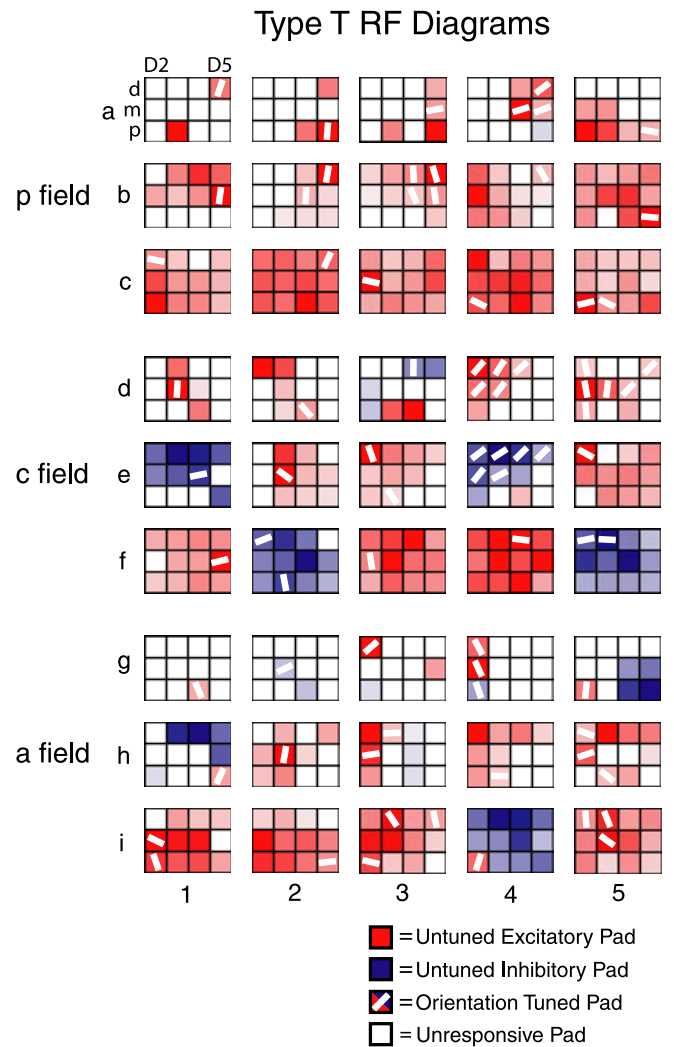 Type T RF Diagrams
D2 D5
d
a m
p
p field b
c
d
c field e
f
g
a field h
i
1 2 3 4 5
= Untuned Excitatory Pad
= Untuned Inhibitory Pad
= Orientation Tuned Pad
= Unresponsive Pad